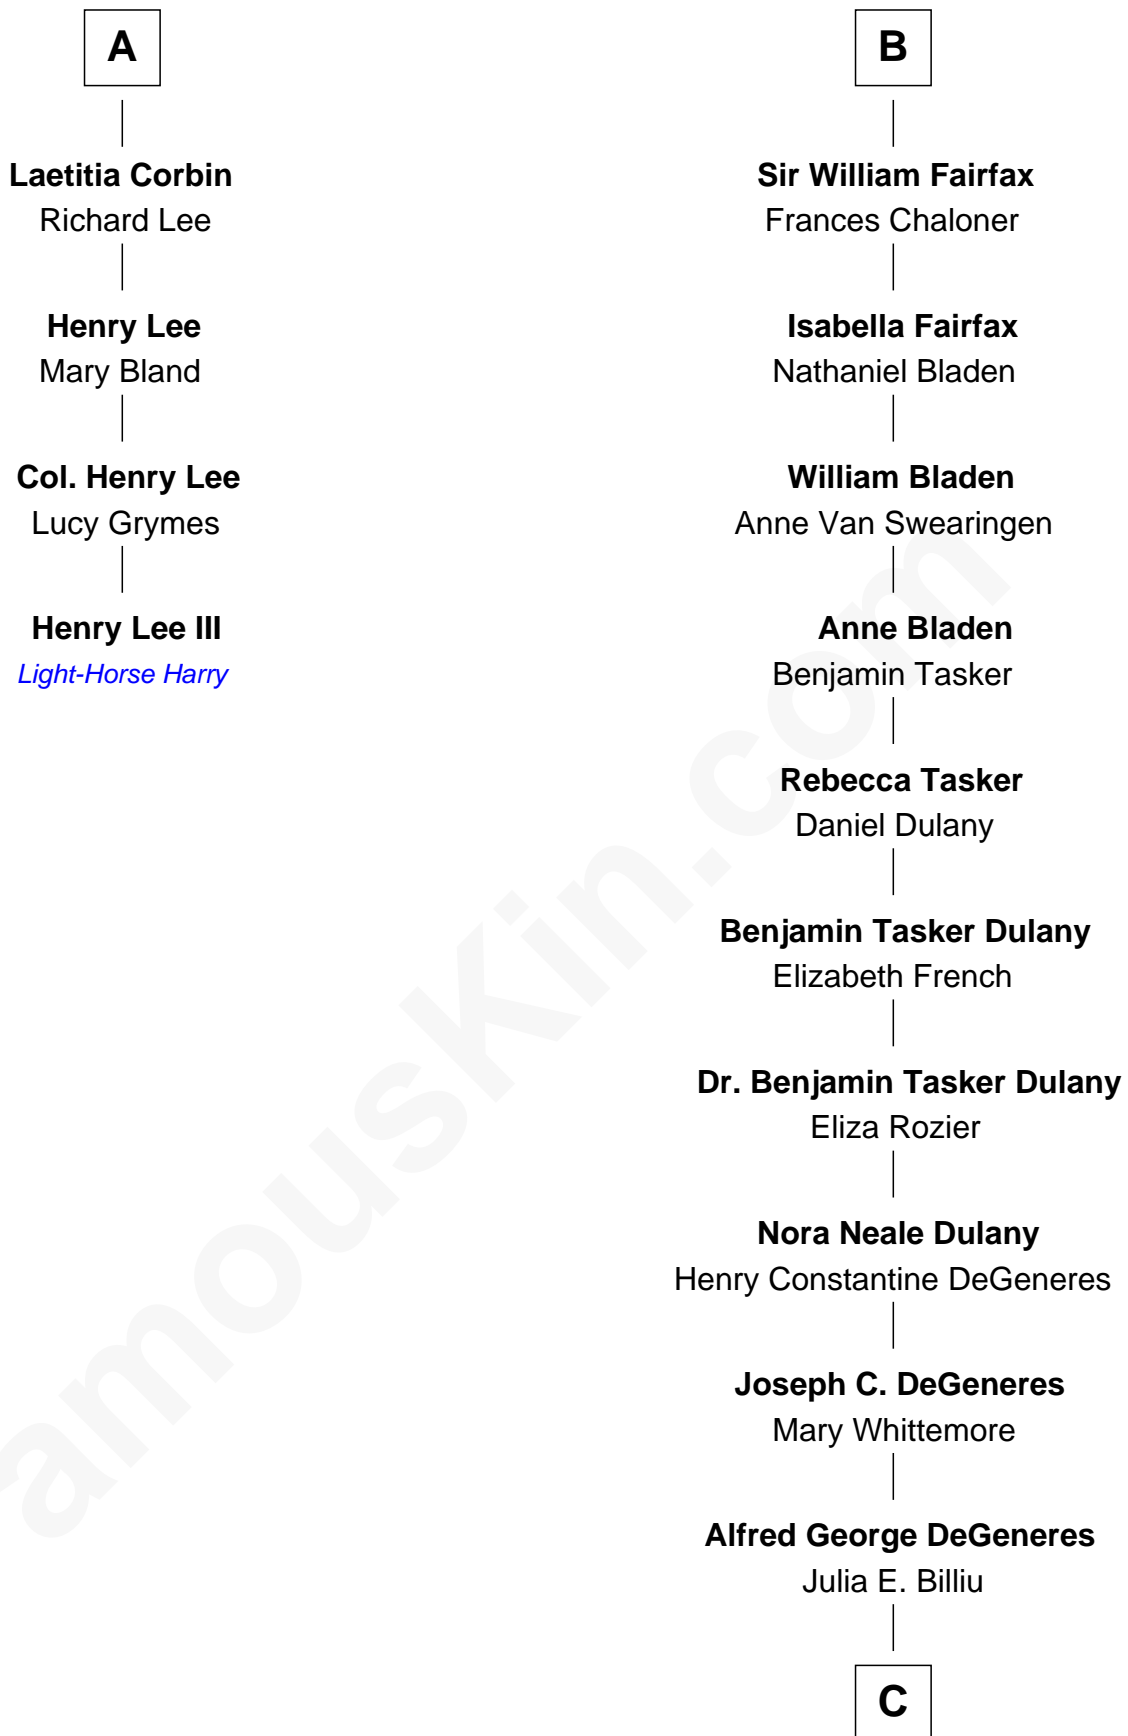 A
Laetitia Corbin
Richard Lee
Henry Lee
Mary Bland
Col. Henry Lee
Lucy Grymes
Henry Lee III
Light-Horse Harry
B
Sir William Fairfax
Frances Chaloner
Isabella Fairfax
Nathaniel Bladen
William Bladen
Anne Van Swearingen
Anne Bladen
Benjamin Tasker
Rebecca Tasker
Daniel Dulany
Benjamin Tasker Dulany
Elizabeth French
Dr. Benjamin Tasker Dulany
Eliza Rozier
Nora Neale Dulany
Henry Constantine DeGeneres
Joseph C. DeGeneres
Mary Whittemore
Alfred George DeGeneres
Julia E. Billiu
C
amousKin.com